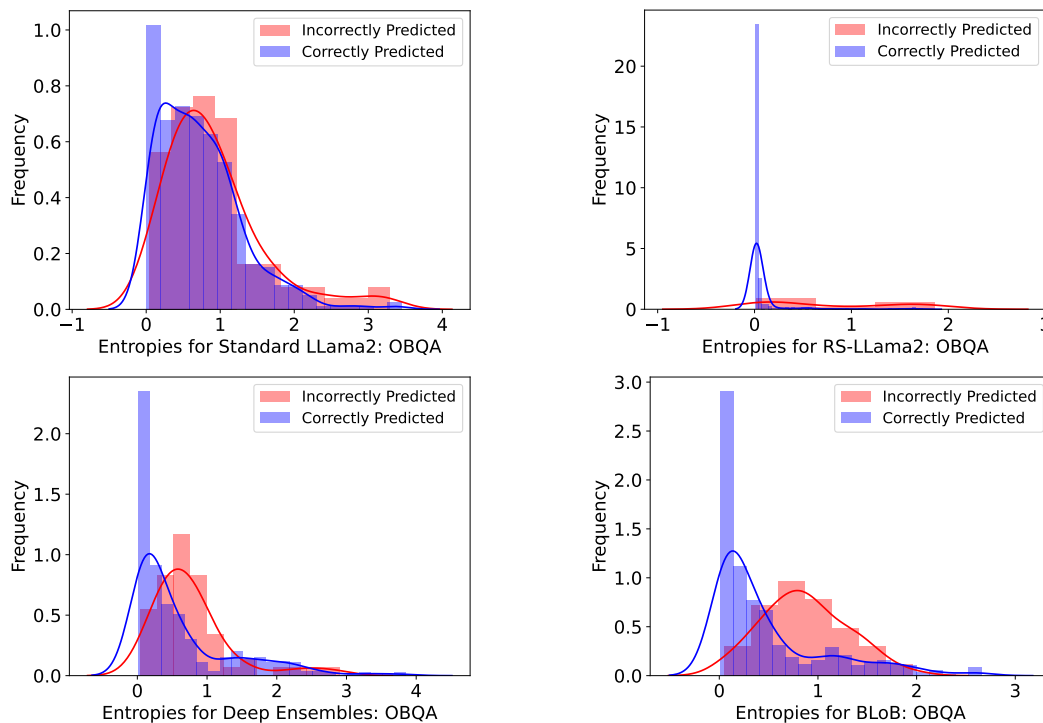 Incorrectly Predicted
Correctly Predicted
1.0
0.8
0.6
0.4
0.2
0.0
Frequency
−1 0 1 2 3 4
Entropies for Standard LLama2: OBQA
Incorrectly Predicted
Correctly Predicted
20
15
10
5
0
Frequency
−1 0 1 2 3
Entropies for RS-LLama2: OBQA
Incorrectly Predicted
Correctly Predicted
2.0
1.5
1.0
0.5
0.0
Frequency
0 1 2 3 4
Entropies for Deep Ensembles: OBQA
Incorrectly Predicted
Correctly Predicted
3.0
2.5
2.0
1.5
1.0
0.5
0.0
Frequency
0 1 2 3
Entropies for BLoB: OBQA